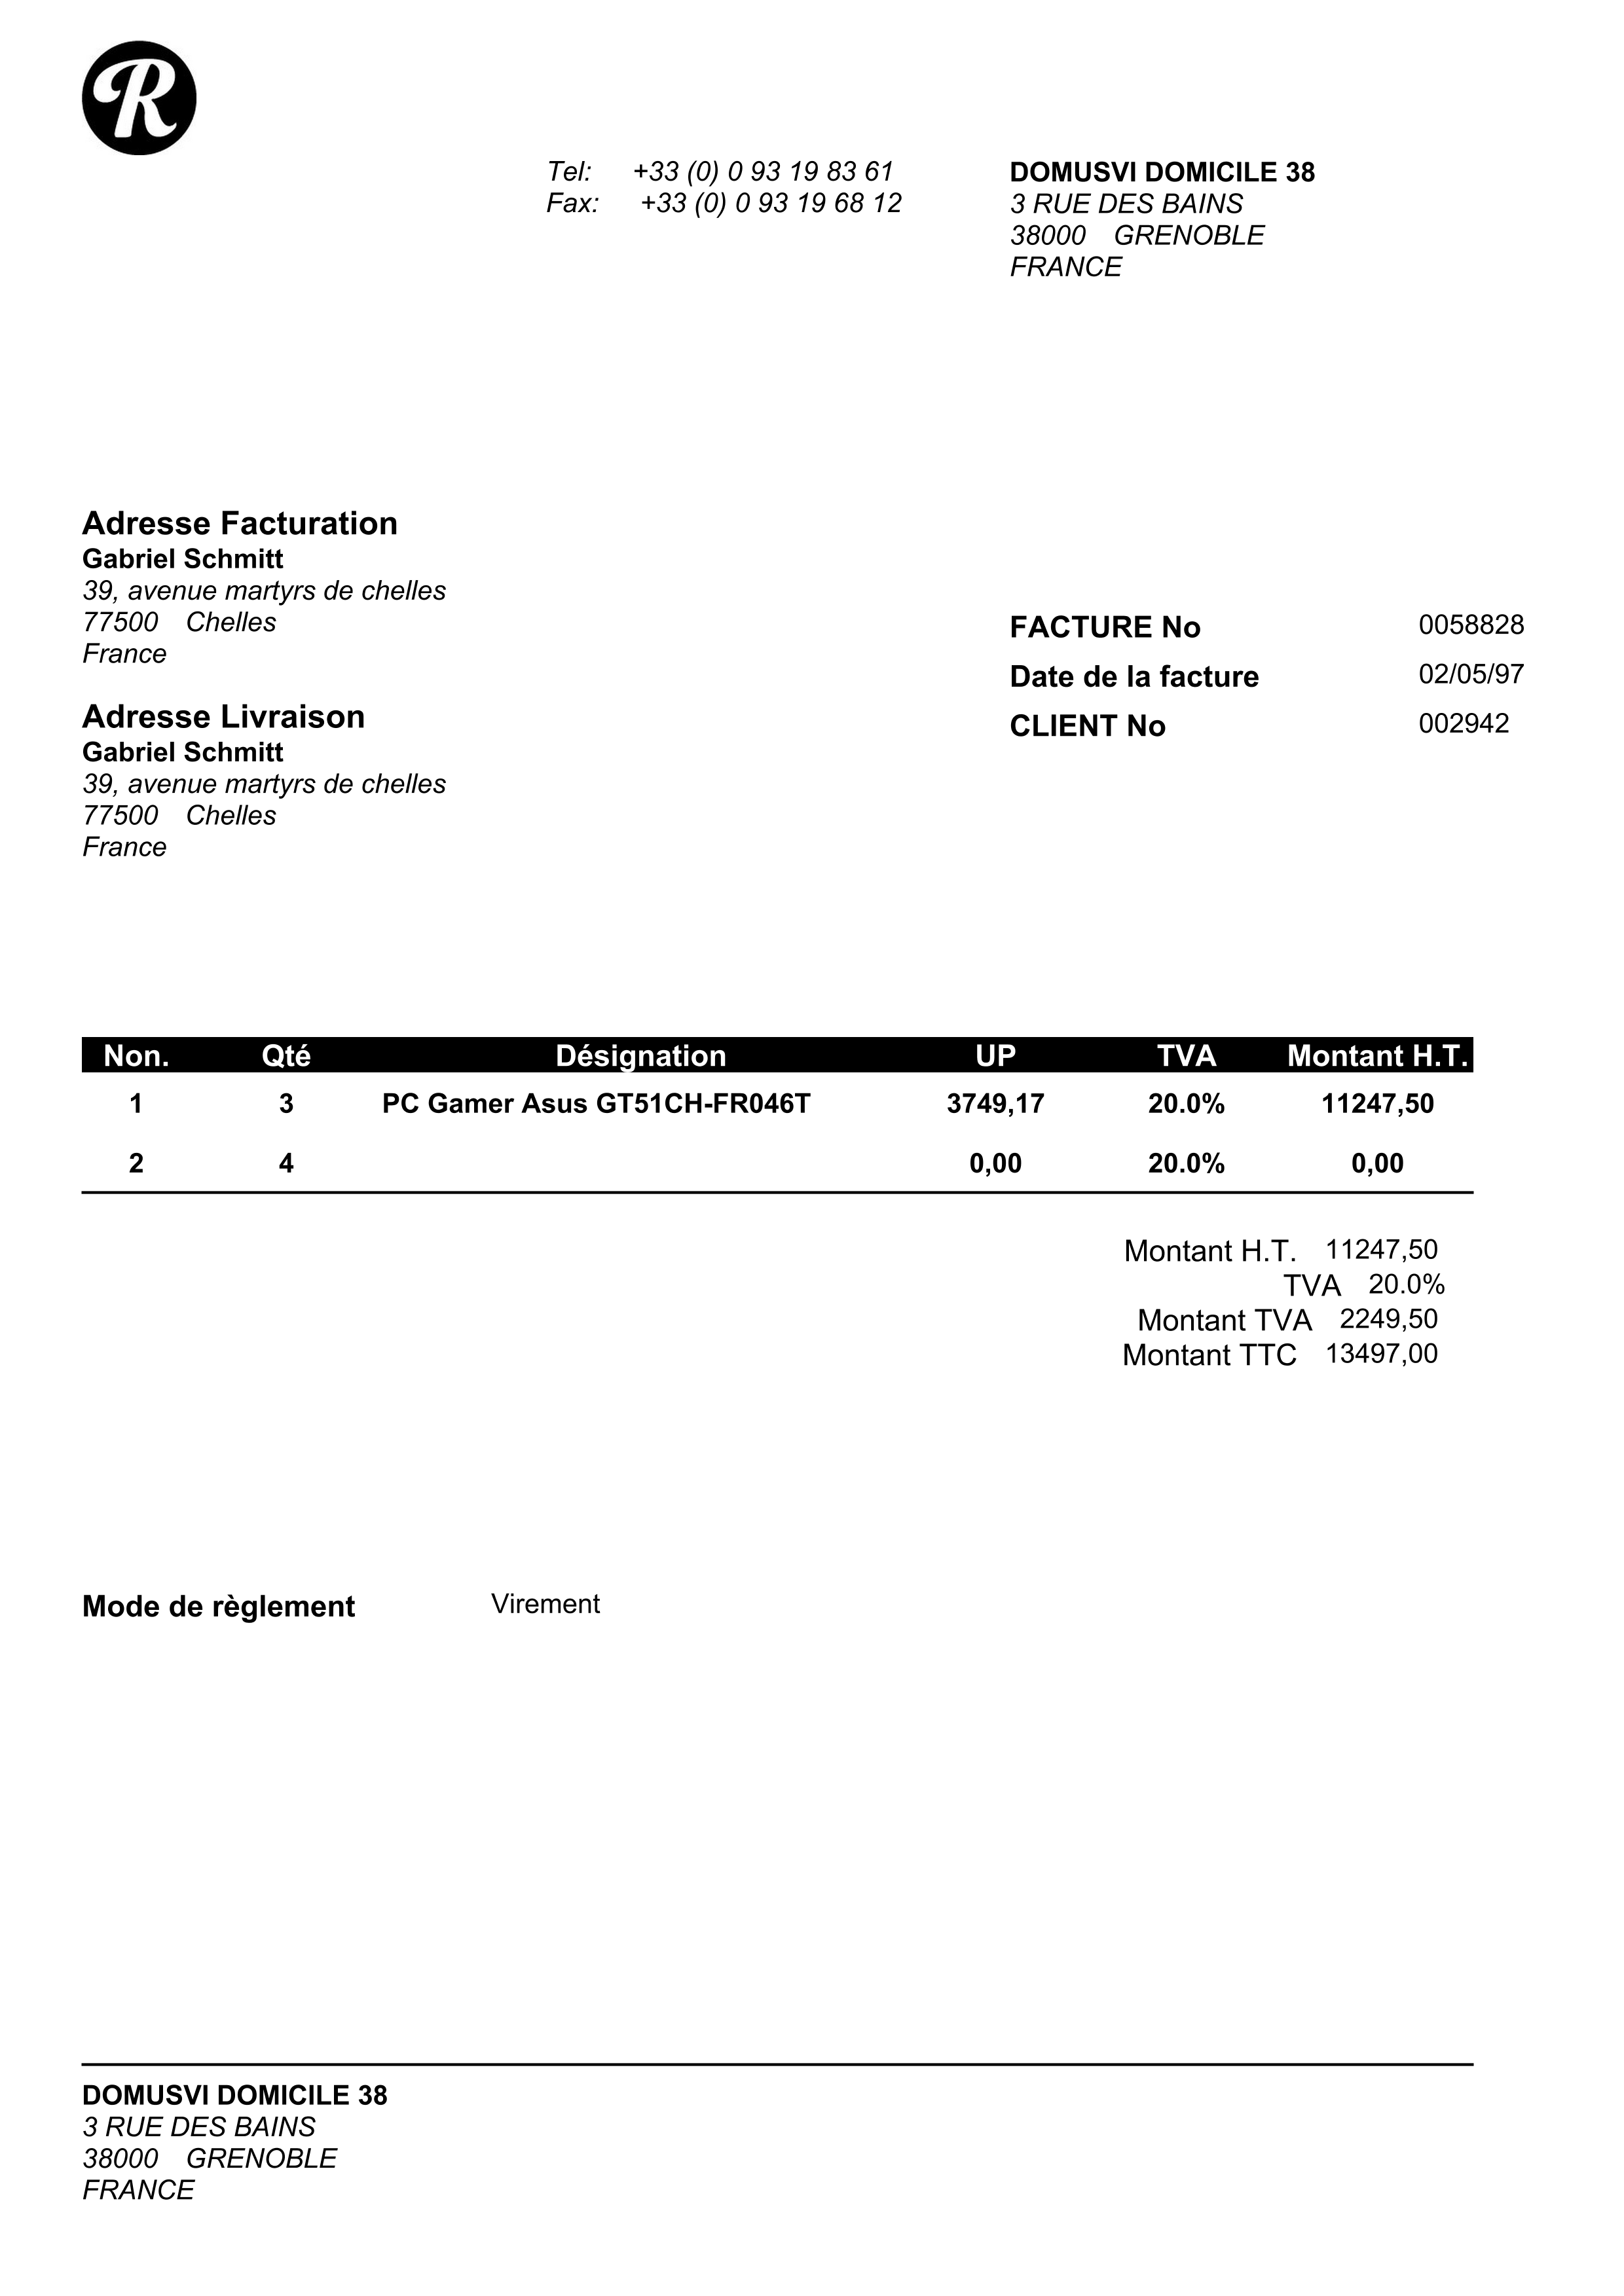 R
Tel: +33 (0) 0 93 19 83 61
Fax: +33 (0) 0 93 19 68 12
DOMUSVI DOMICILE 38
3 RUE DES BAINS
38000 GRENOBLE
FRANCE
Adresse Facturation
Gabriel Schmitt
39, avenue martyrs de chelles
77500 Chelles
France
Adresse Livraison
Gabriel Schmitt
39, avenue martyrs de chelles
77500 Chelles
France
FACTURE No 0058828
Date de la facture 02/05/97
CLIENT No 002942
Non. Qté Désignation UP TVA Montant H.T.
1 3 PC Gamer Asus GT51CH-FR046T 3749,17 20.0% 11247,50
2 4 0,00 20.0% 0,00
Montant H.T. 11247,50
TVA 20.0%
Montant TVA 2249,50
Montant TTC 13497,00
Mode de règlement Virement
DOMUSVI DOMICILE 38
3 RUE DES BAINS
38000 GRENOBLE
FRANCE